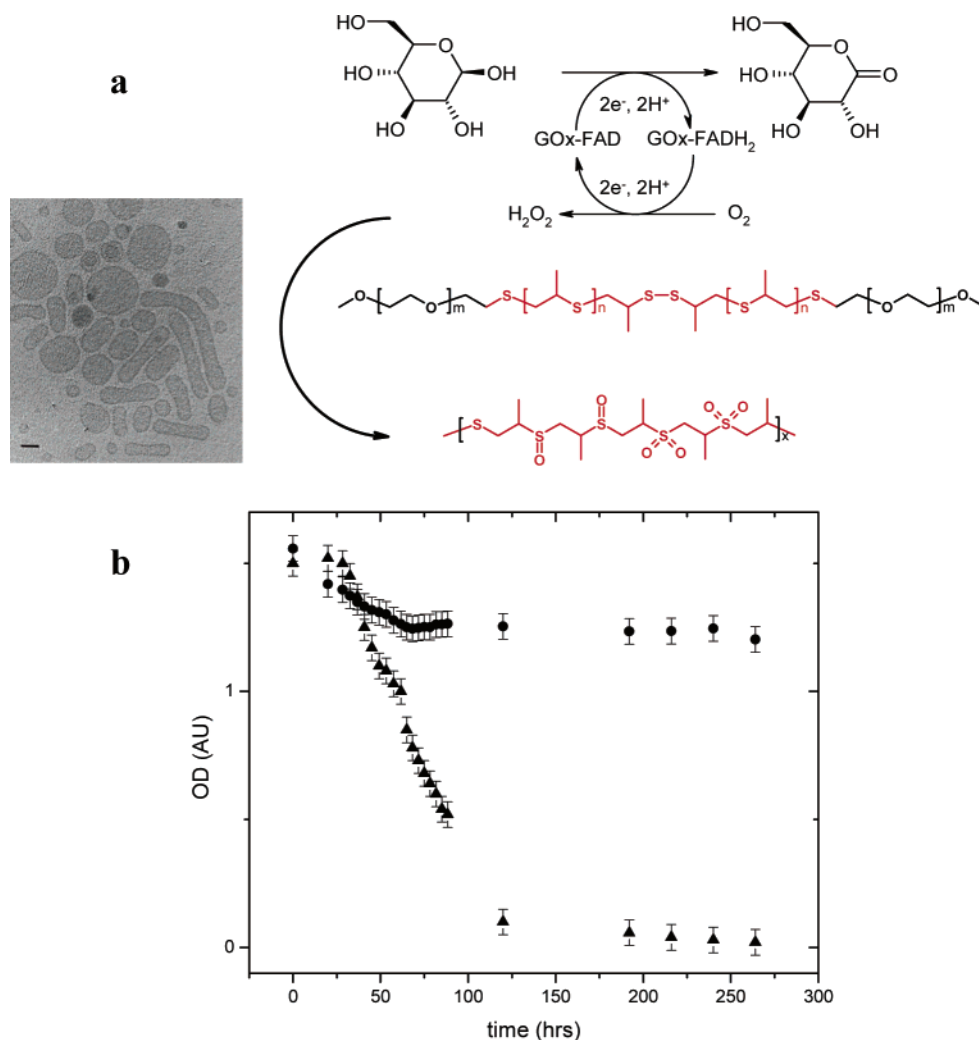 a
HO
O
HO
OH
HO
OH
HO
O
HO
O
HO
OH
2e⁻, 2H⁺
GOx-FAD
GOx-FADH₂
2e⁻, 2H⁺
H₂O₂
O₂
O
O
m
S
S
n
S–S
S
n
S
O
m
O
S
S
O
S
O
O
O
S
O
O
S
x
b
OD (AU)
1
0
0
50
100
150
200
250
300
time (hrs)